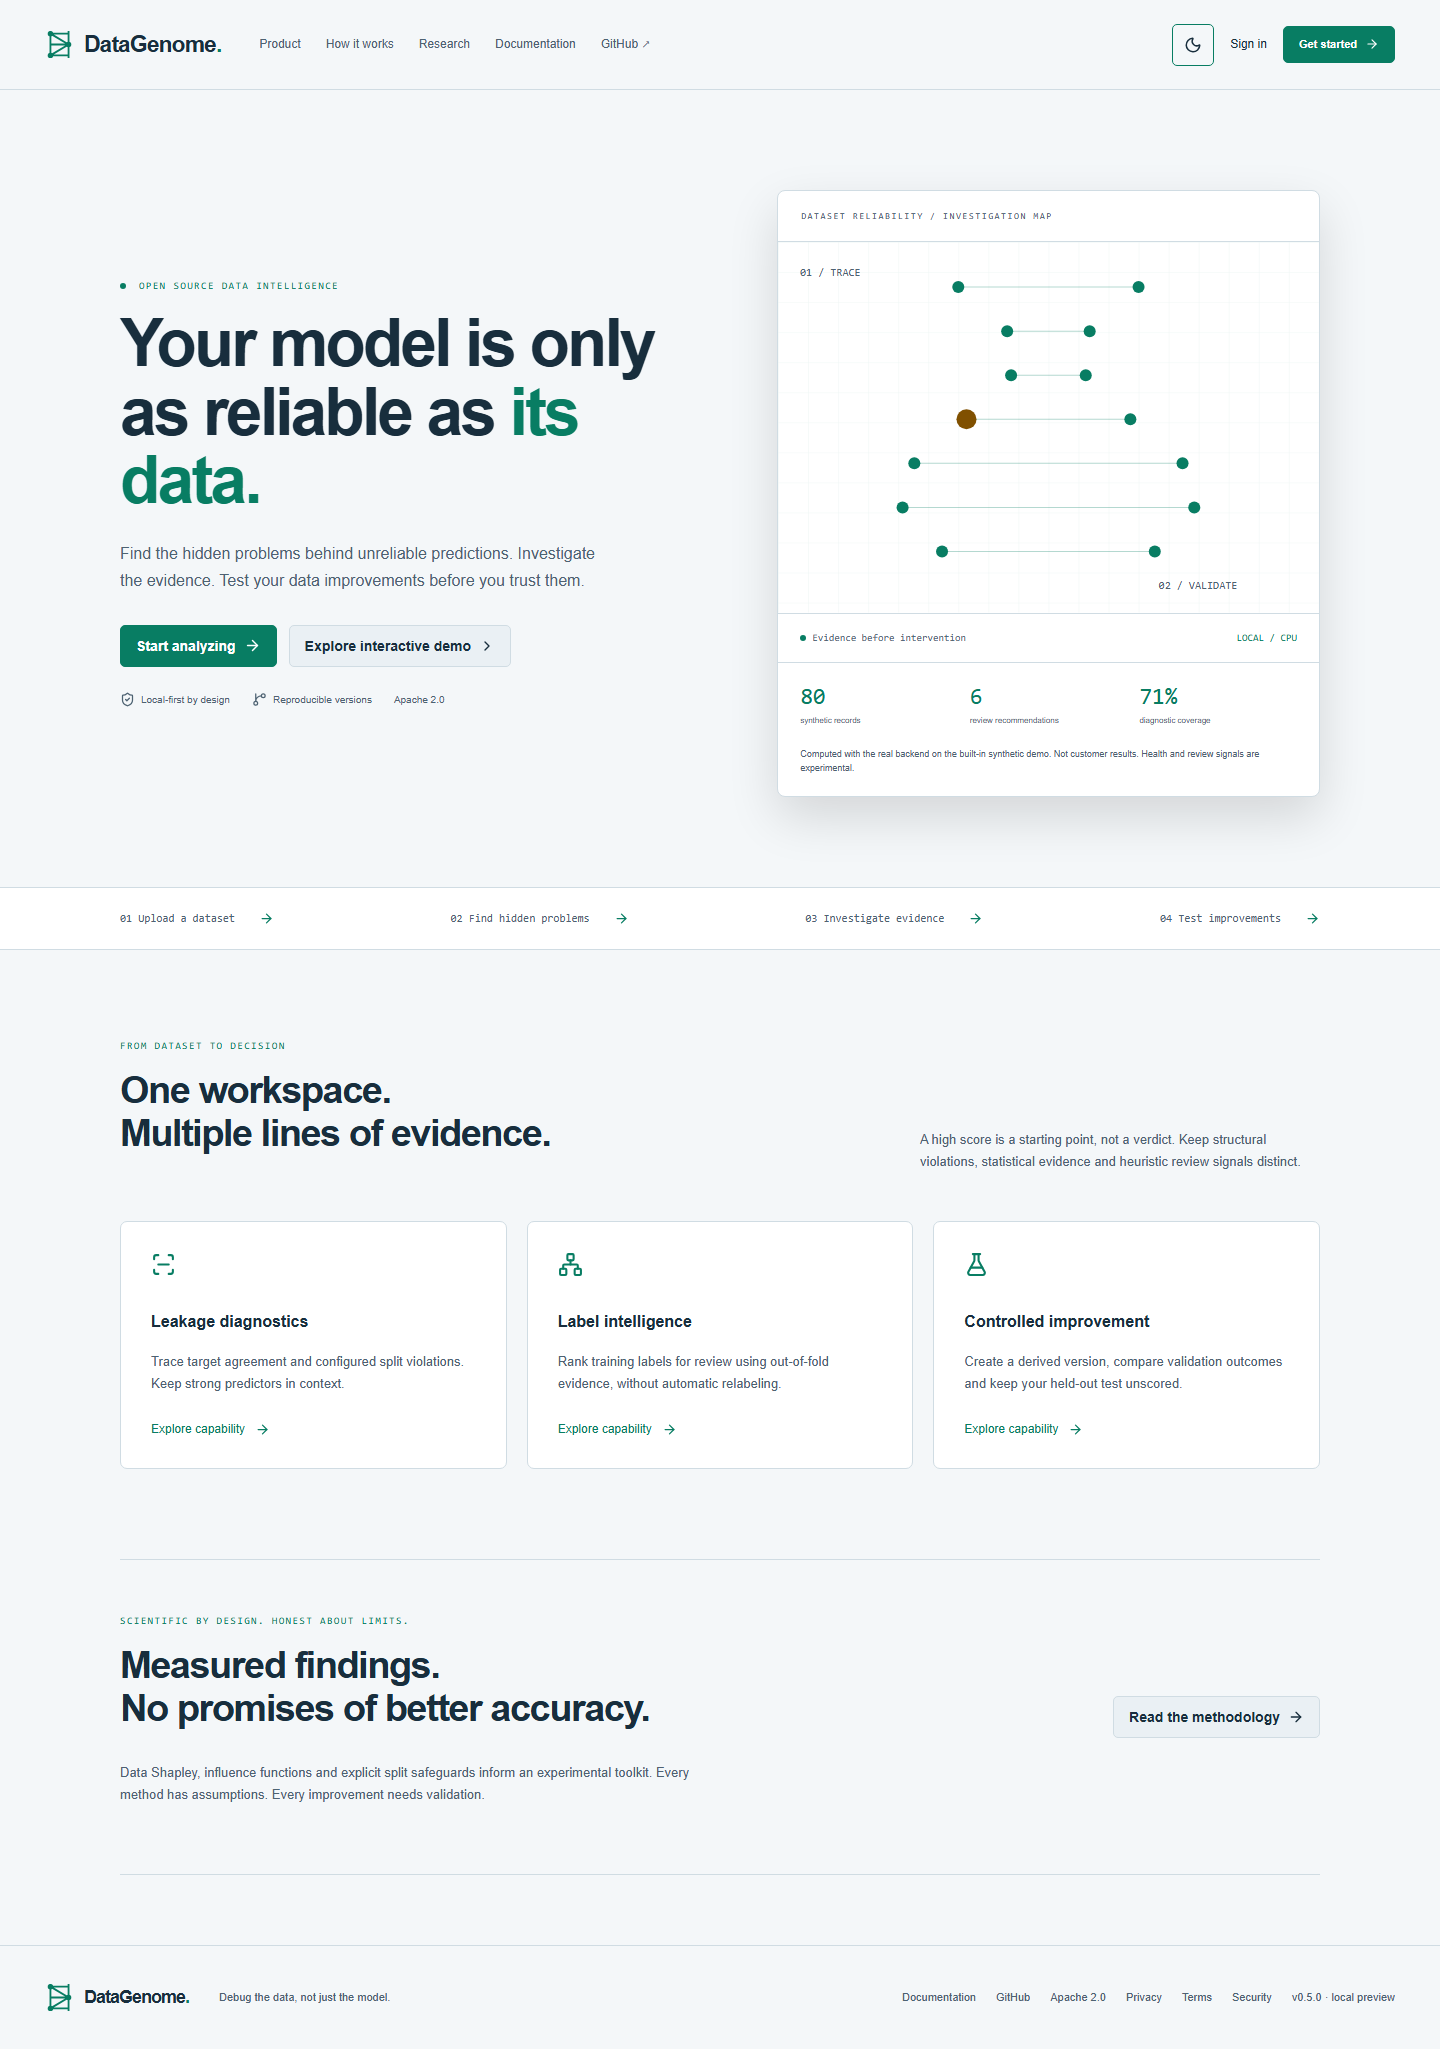 DataGenome.
Product
How it works
Research
Documentation
GitHub ↗
Sign in
Get started
OPEN SOURCE DATA INTELLIGENCE
Your model is only
as reliable as its
data.
Find the hidden problems behind unreliable predictions. Investigate
the evidence. Test your data improvements before you trust them.
Start analyzing
Explore interactive demo
Local-first by design
Reproducible versions
Apache 2.0
DATASET RELIABILITY / INVESTIGATION MAP
01 / TRACE
02 / VALIDATE
Evidence before intervention
LOCAL / CPU
80
synthetic records
6
review recommendations
71%
diagnostic coverage
Computed with the real backend on the built-in synthetic demo. Not customer results. Health and review signals are
experimental.
01 Upload a dataset
02 Find hidden problems
03 Investigate evidence
04 Test improvements
FROM DATASET TO DECISION
One workspace.
Multiple lines of evidence.
A high score is a starting point, not a verdict. Keep structural
violations, statistical evidence and heuristic review signals distinct.
Leakage diagnostics
Trace target agreement and configured split violations.
Keep strong predictors in context.
Explore capability
Label intelligence
Rank training labels for review using out-of-fold
evidence, without automatic relabeling.
Explore capability
Controlled improvement
Create a derived version, compare validation outcomes
and keep your held-out test unscored.
Explore capability
SCIENTIFIC BY DESIGN. HONEST ABOUT LIMITS.
Measured findings.
No promises of better accuracy.
Data Shapley, influence functions and explicit split safeguards inform an experimental toolkit. Every
method has assumptions. Every improvement needs validation.
Read the methodology
DataGenome.
Debug the data, not just the model.
Documentation
GitHub
Apache 2.0
Privacy
Terms
Security
v0.5.0 · local preview